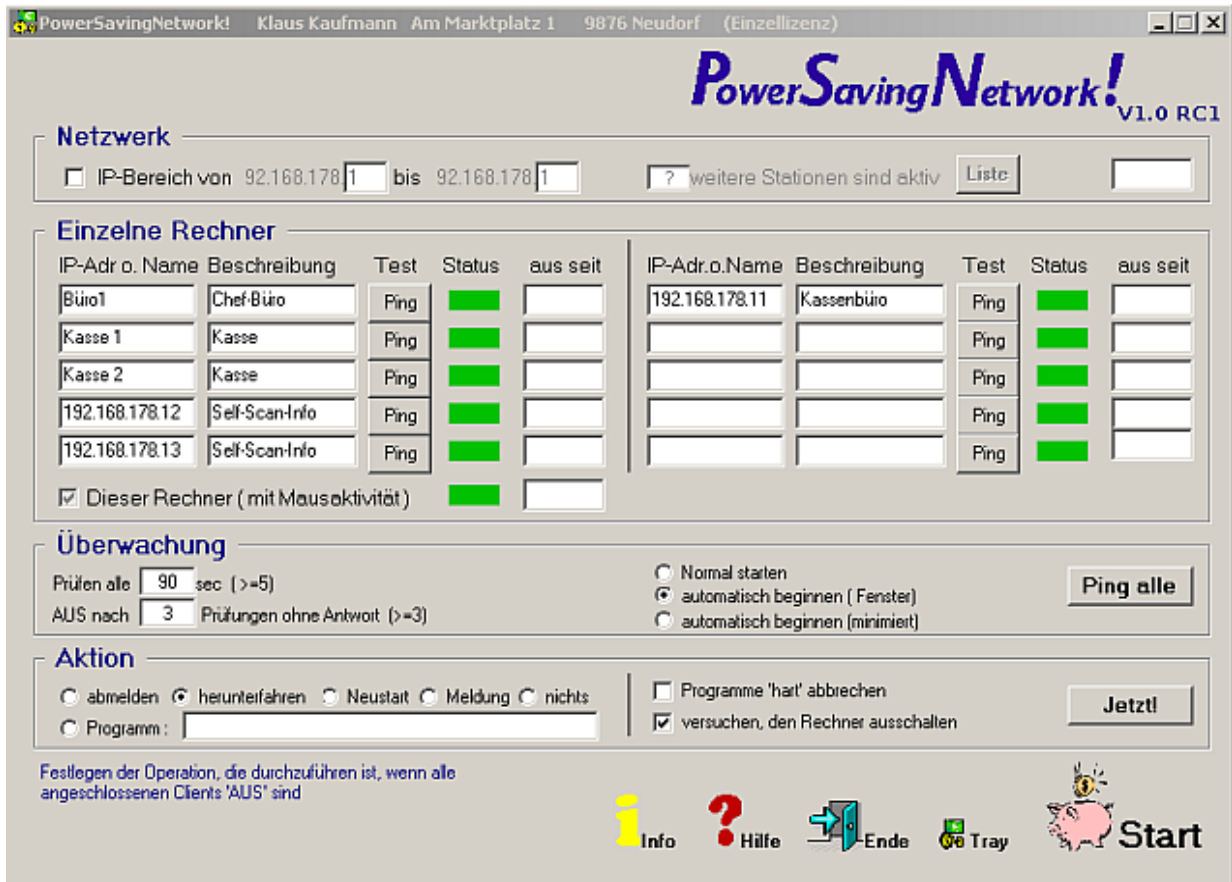 PowerSavingNetwork! Klaus Kaufmann Am Marktplatz 1 9876 Neudorf (Einzellizenz)
PowerSavingNetwork!
V1.0 RC1
Netzwerk
IP-Bereich von 92.168.178. 1 bis 92.168.178. 1 ? weitere Stationen sind aktiv Liste
Einzelne Rechner
IP-Adr o. Name Beschreibung Test Status aus seit IP-Adr.o.Name Beschreibung Test Status aus seit
Büro1 Chef-Büro Ping 192.168.178.11 Kassenbüro Ping
Kasse 1 Kasse Ping Ping
Kasse 2 Kasse Ping Ping
192.168.178.12 Self-Scan-Info Ping Ping
192.168.178.13 Self-Scan-Info Ping Ping
Dieser Rechner ( mit Mausaktivität )
Überwachung
Prüfen alle 90 sec (>=5)
AUS nach 3 Prüfungen ohne Antwort (>=3)
Normal starten
automatisch beginnen ( Fenster)
automatisch beginnen (minimiert)
Ping alle
Aktion
abmelden herunterfahren Neustart Meldung nichts
Programm :
Programme 'hart' abbrechen
versuchen, den Rechner ausschalten
Jetzt!
Festlegen der Operation, die durchzuführen ist, wenn alle
angeschlossenen Clients 'AUS' sind
Info Hilfe Ende Tray Start